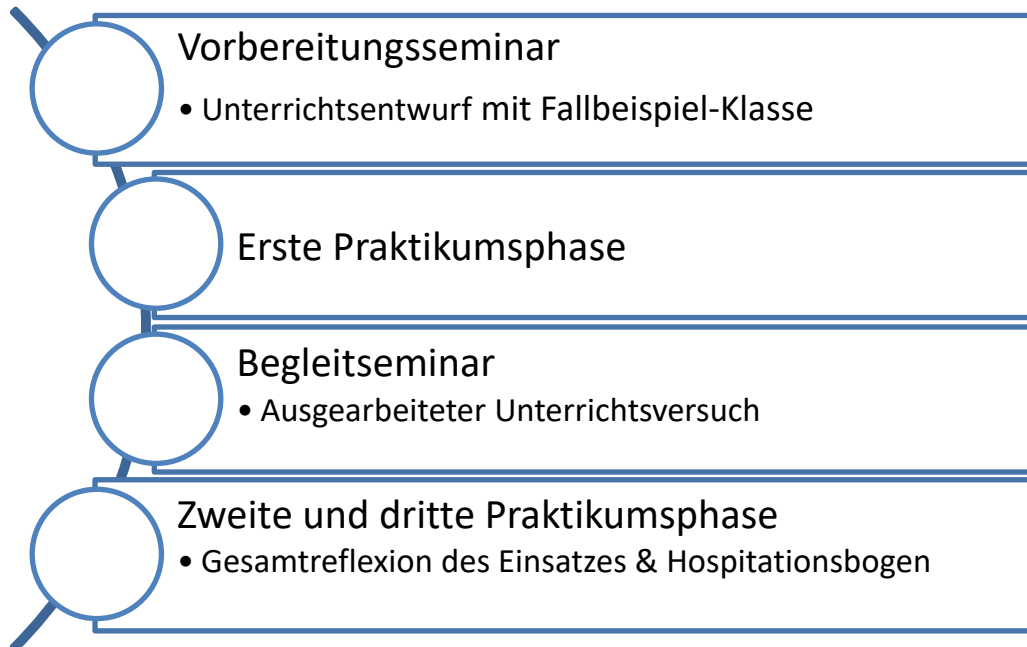 Vorbereitungsseminar
• Unterrichtsentwurf mit Fallbeispiel-Klasse
Erste Praktikumsphase
Begleitseminar
• Ausgearbeiteter Unterrichtsversuch
Zweite und dritte Praktikumsphase
• Gesamtreflexion des Einsatzes & Hospitationsbogen